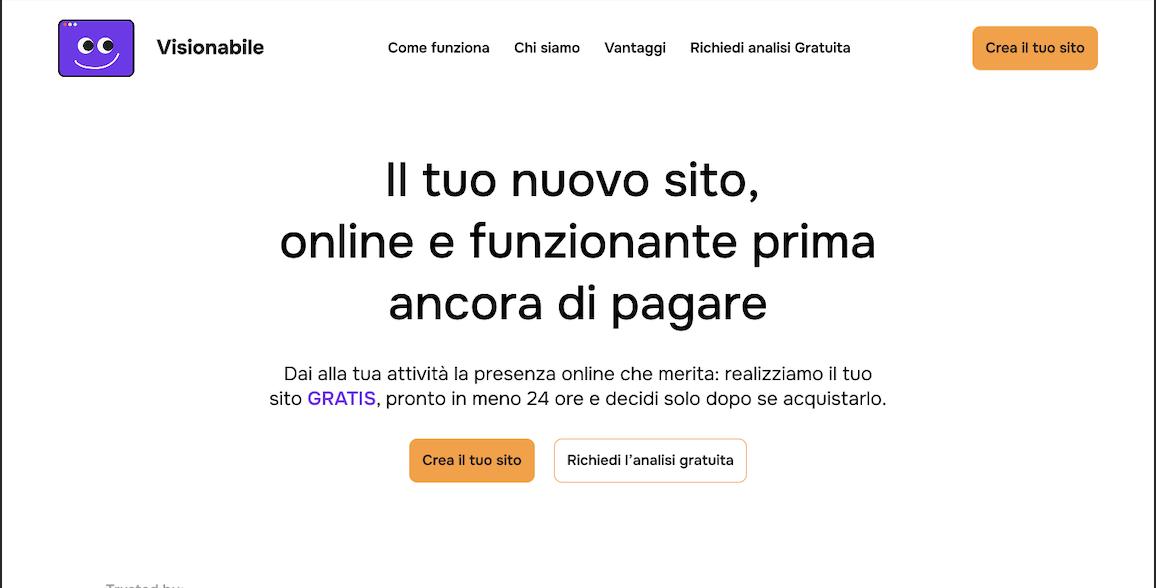 Visionabile
Come funziona
Chi siamo
Vantaggi
Richiedi analisi Gratuita
Crea il tuo sito
Il tuo nuovo sito,
online e funzionante prima
ancora di pagare
Dai alla tua attività la presenza online che merita: realizziamo il tuo
sito GRATIS, pronto in meno 24 ore e decidi solo dopo se acquistarlo.
Crea il tuo sito
Richiedi l'analisi gratuita
Trusted by: